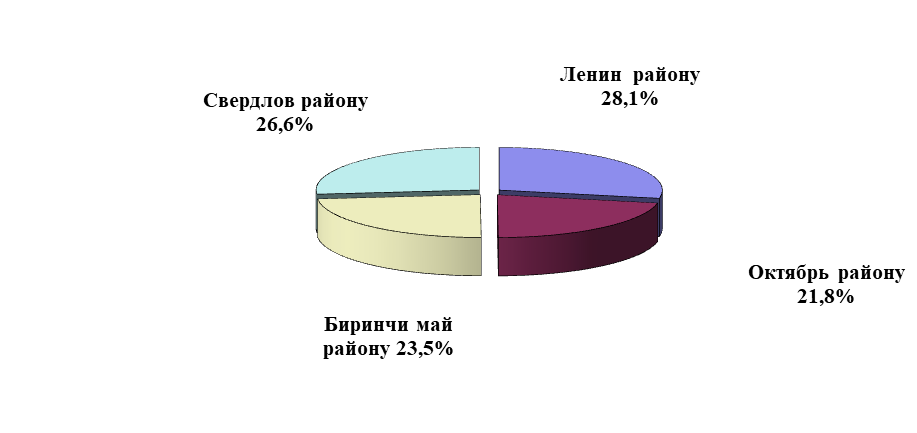 Ленин району
28,1%
Свердлов району
26,6%
Октябрь району
21,8%
Биринчи май
району 23,5%